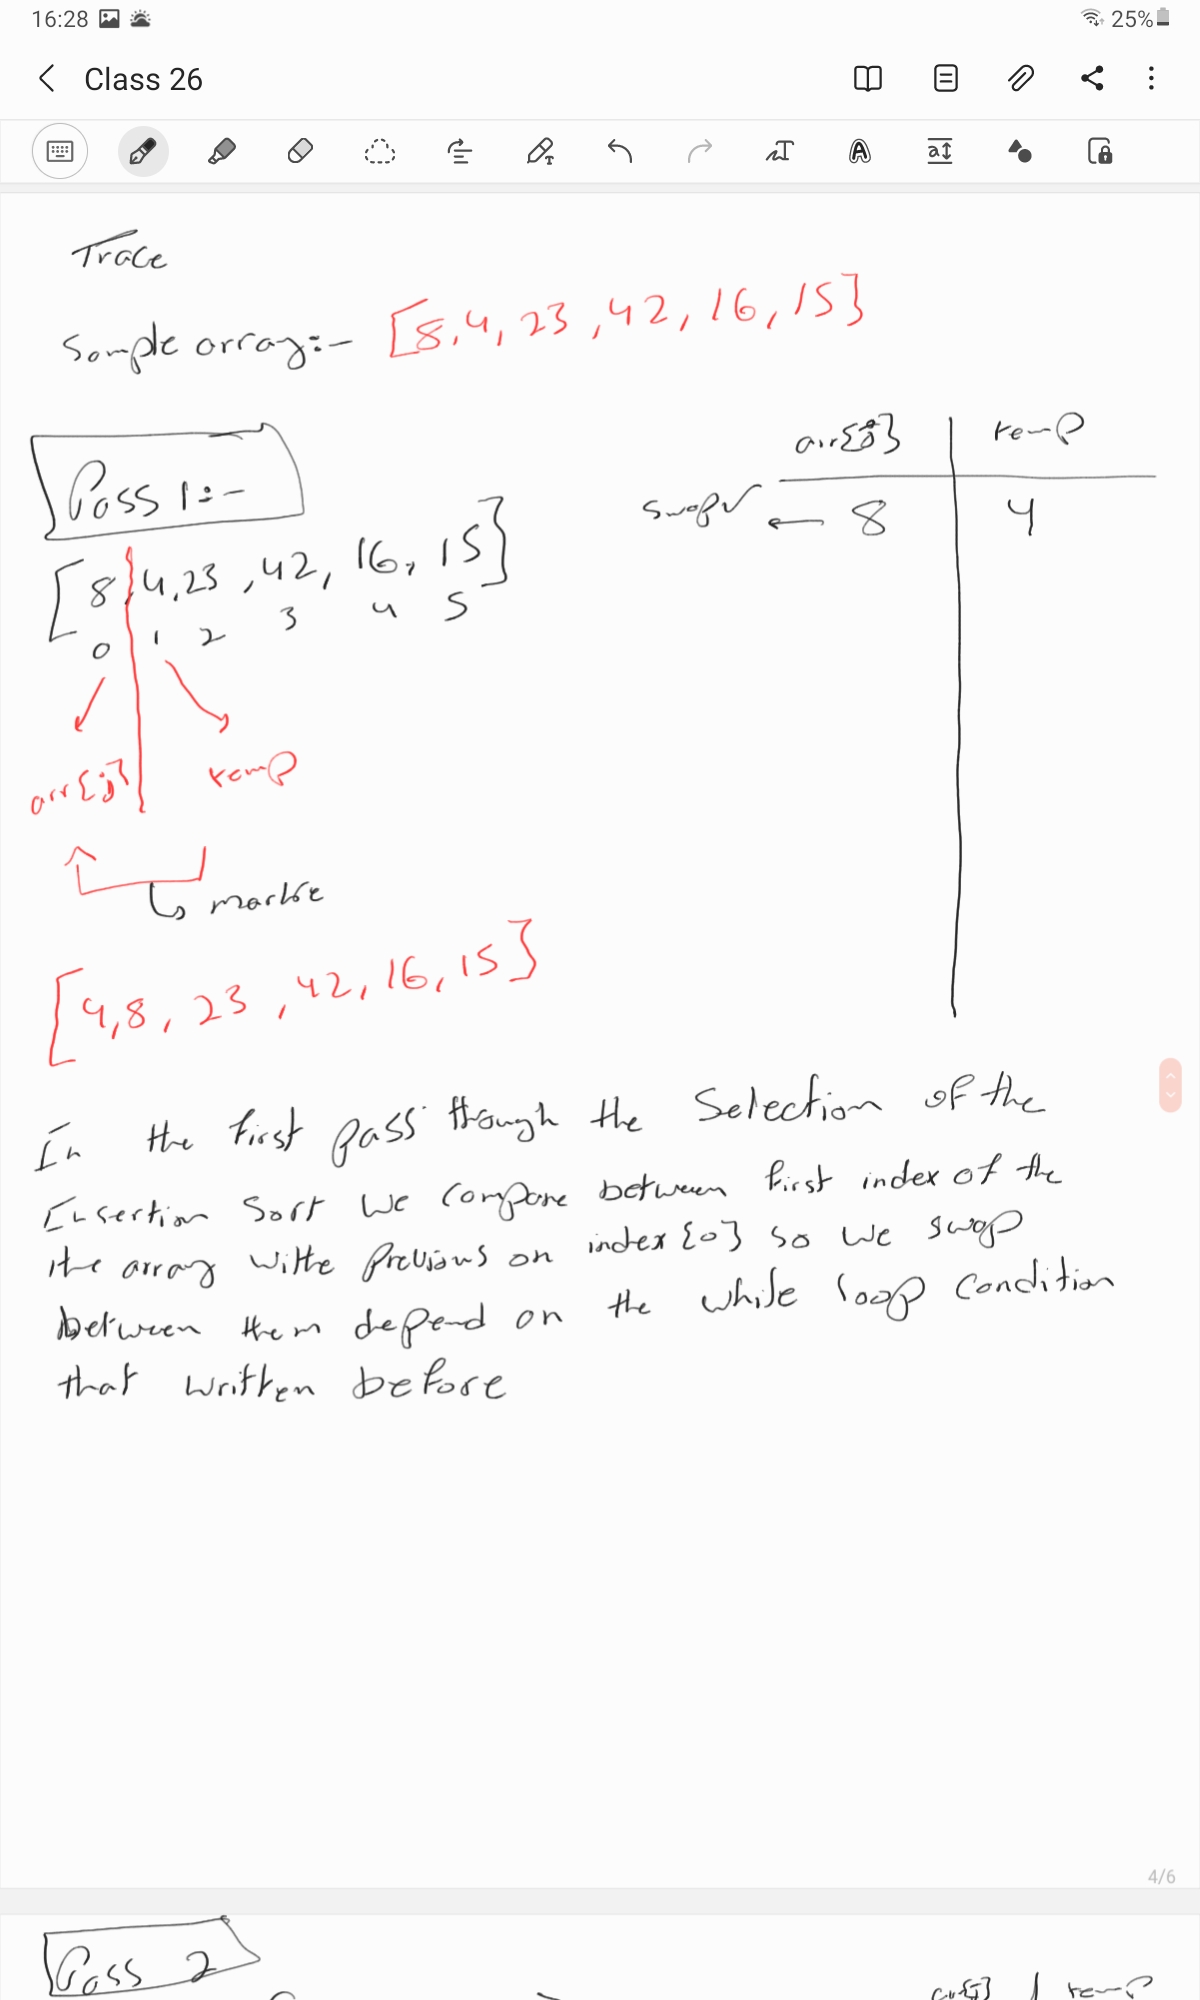 16:28
25%
Class 26
Trace
Sample array:- [8,4,23,42,16,15]
arr[j] temp
Pass 1:-
swap ← 8 4
[8,4,23,42,16,15]
0 1 2 3 4 5
arr[j] temp
[4,8,23,42,16,15]
In the first pass though the Selection of the
Insertion Sort we compare between first index of the
the array withe previous on index[0] so we swap
between them depend on the while loop condition
that written before
4/6
Pass 2
arr[j] temp